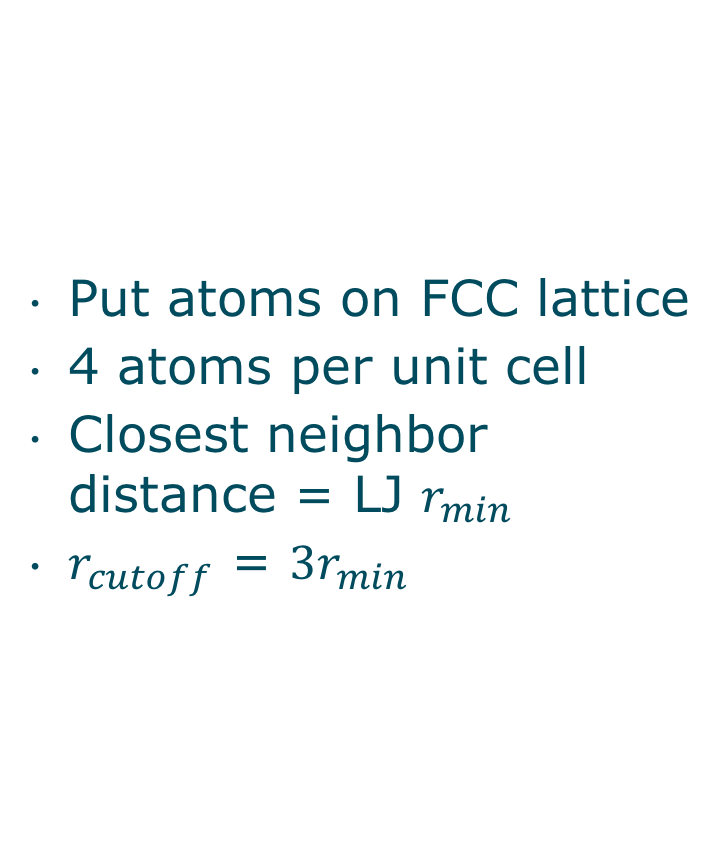 · Put atoms on FCC lattice
· 4 atoms per unit cell
· Closest neighbor
distance = LJ r_min
· r_cutoff = 3r_min